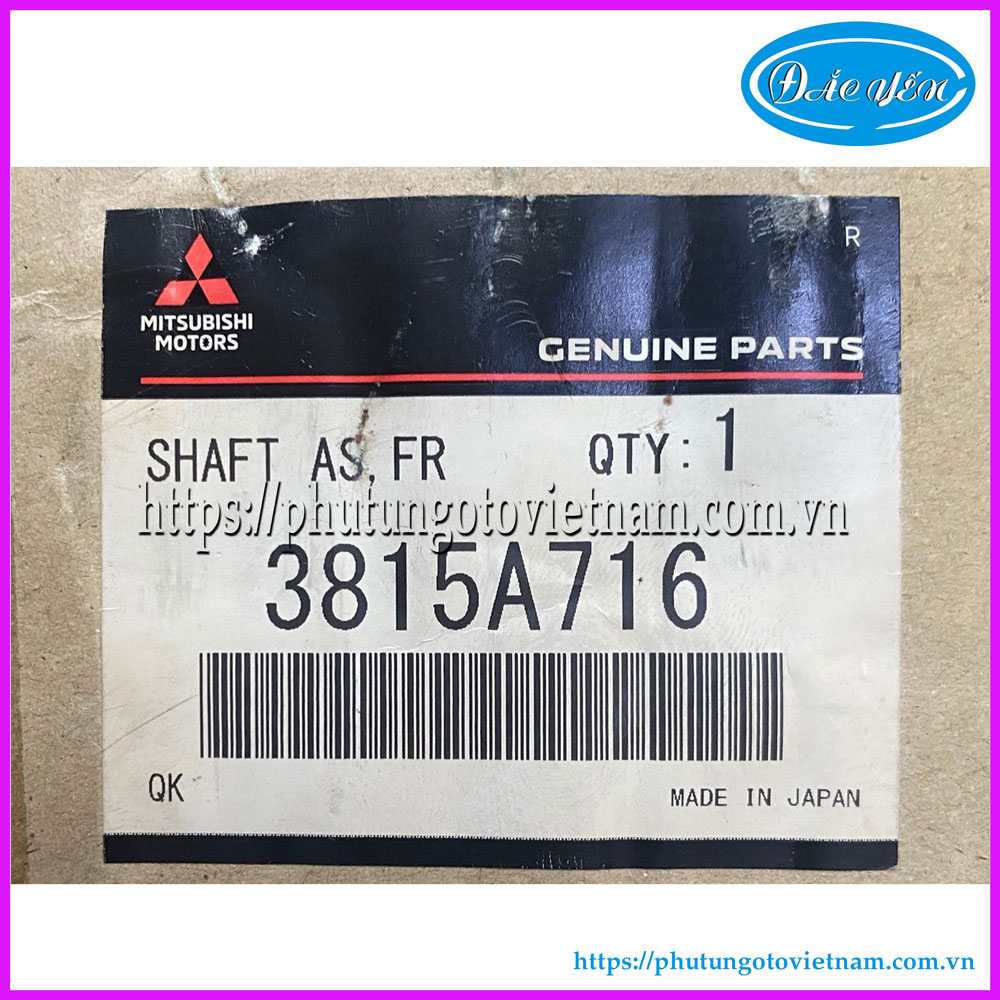 ĐẮC YẾN
R
MITSUBISHI
MOTORS
GENUINE PARTS
SHAFT AS,FR QTY: 1
https://phutungotovietnam.com.vn
3815A716
QK
MADE IN JAPAN
https://phutungotovietnam.com.vn